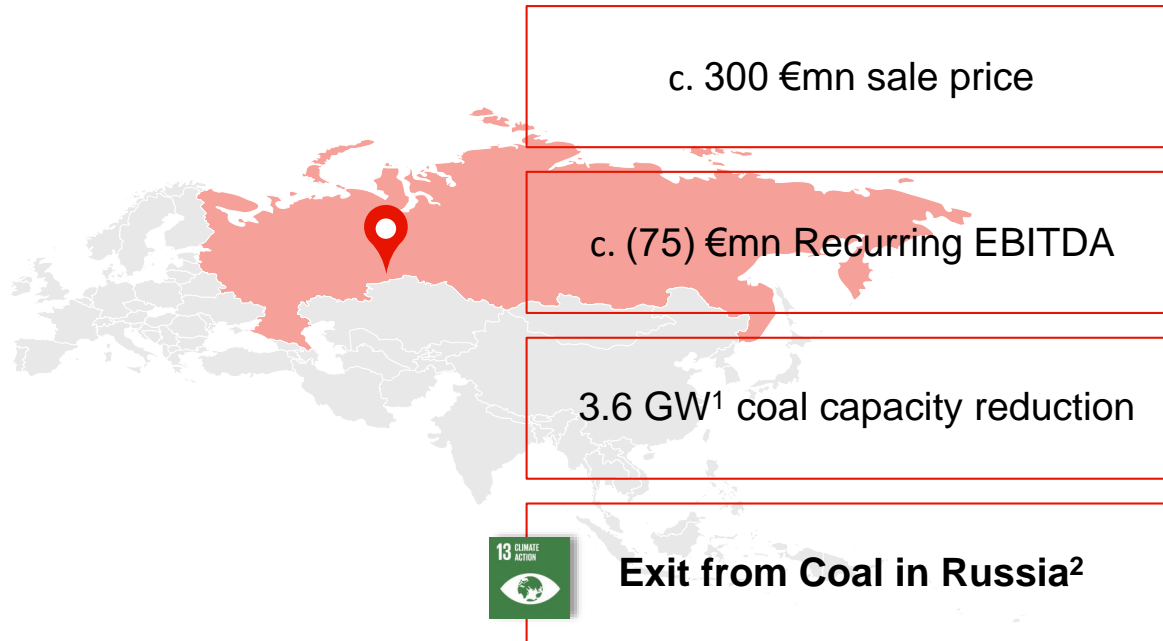 c. 300 €mn sale price
c. (75) €mn Recurring EBITDA
3.6 GW¹ coal capacity reduction
13 CLIMATE
ACTION
Exit from Coal in Russia²